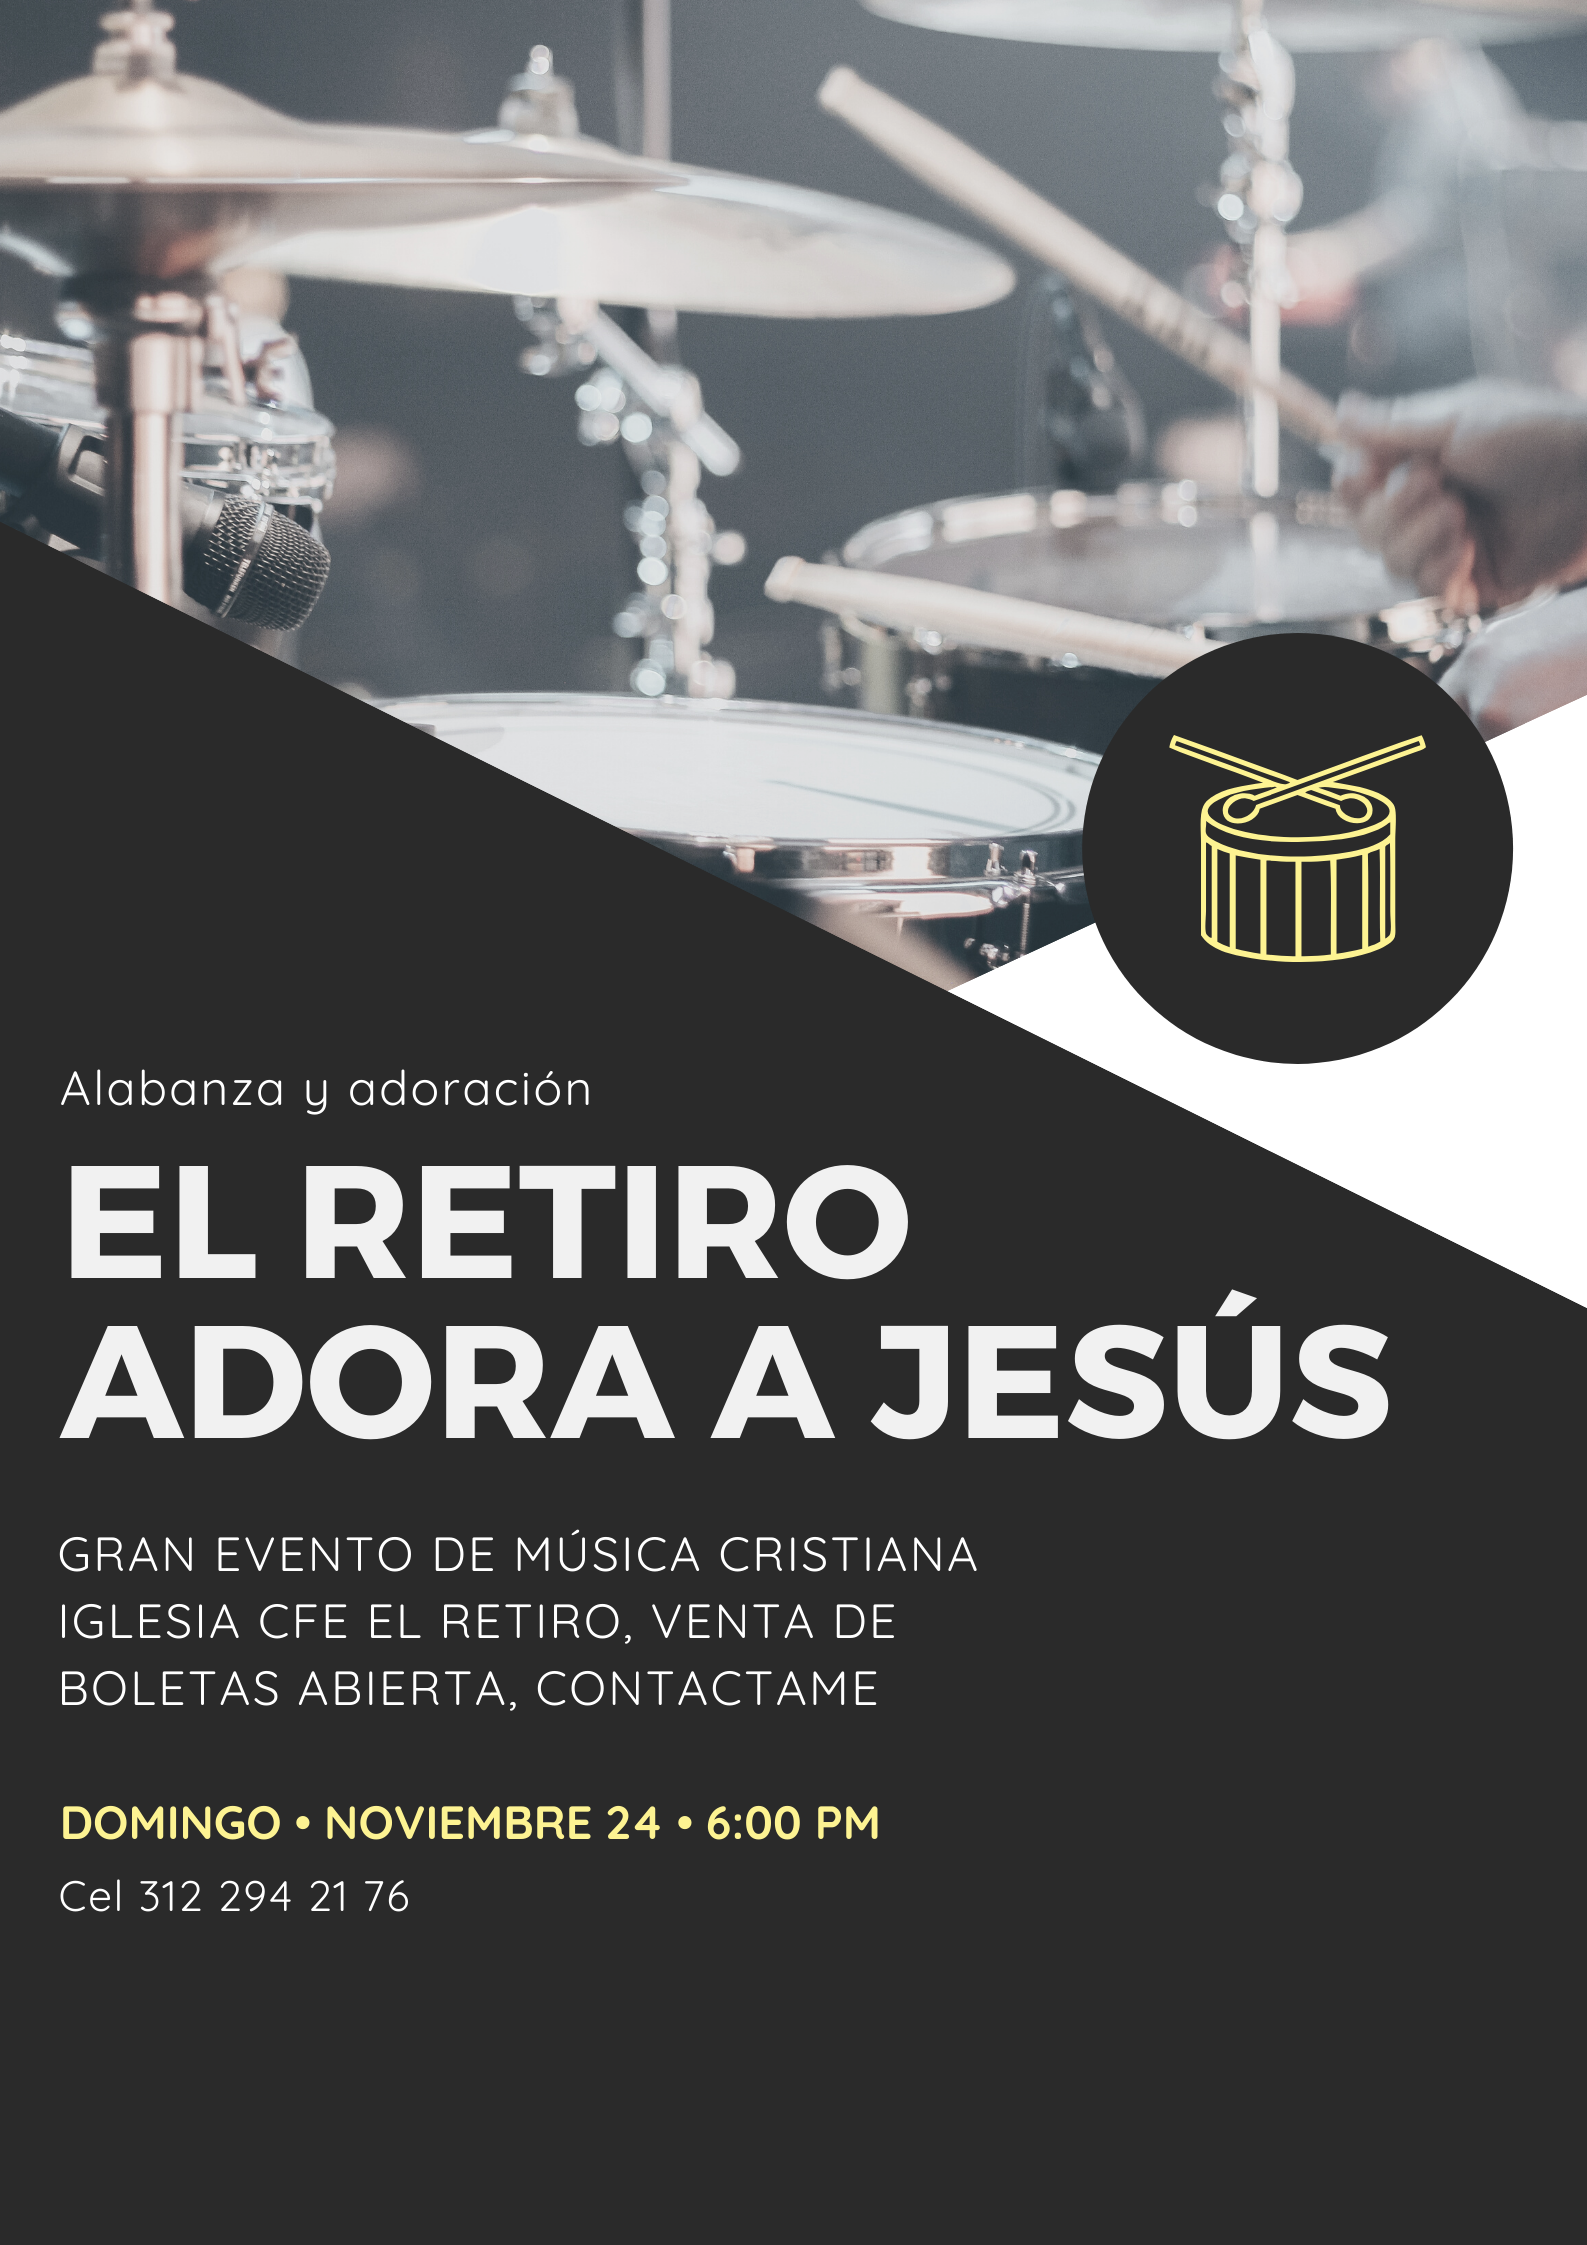 Alabanza y adoración
EL RETIRO
ADORA A JESÚS
GRAN EVENTO DE MÚSICA CRISTIANA
IGLESIA CFE EL RETIRO, VENTA DE
BOLETAS ABIERTA, CONTACTAME
DOMINGO • NOVIEMBRE 24 • 6:00 PM
Cel 312 294 21 76